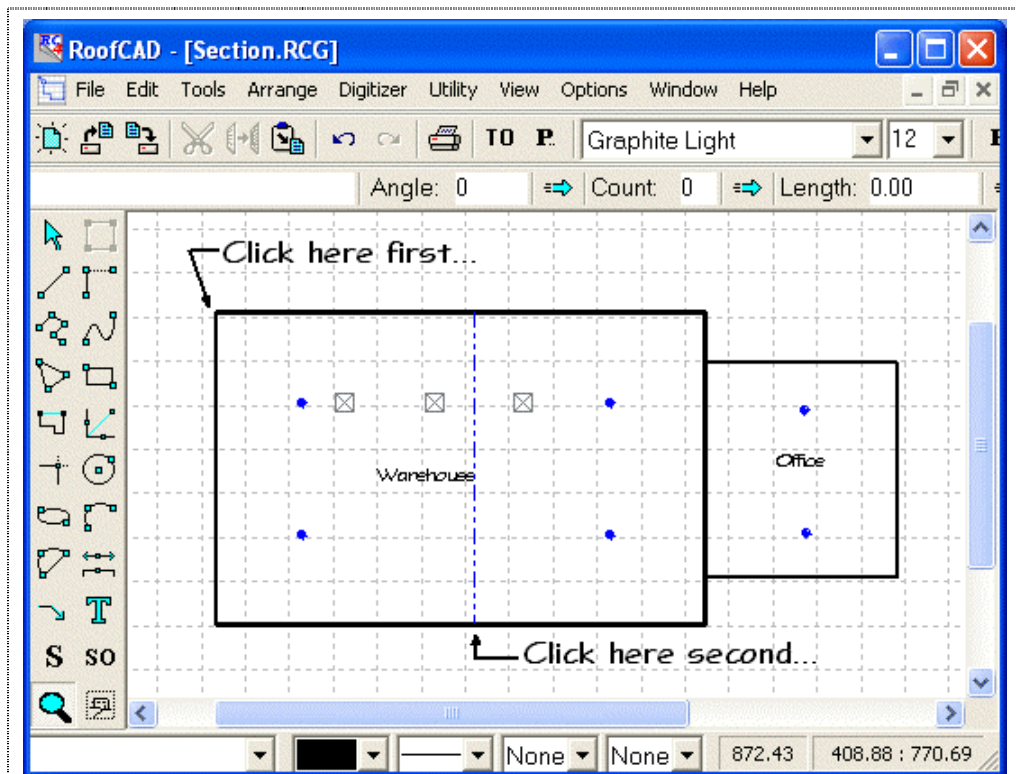 RoofCAD - [Section.RCG]
File Edit Tools Arrange Digitizer Utility View Options Window Help
TO P. Graphite Light 12
Angle: 0 Count: 0 Length: 0.00
Click here first...
Warehouse
Office
Click here second...
S SO
None None 872.43 408.88 : 770.69